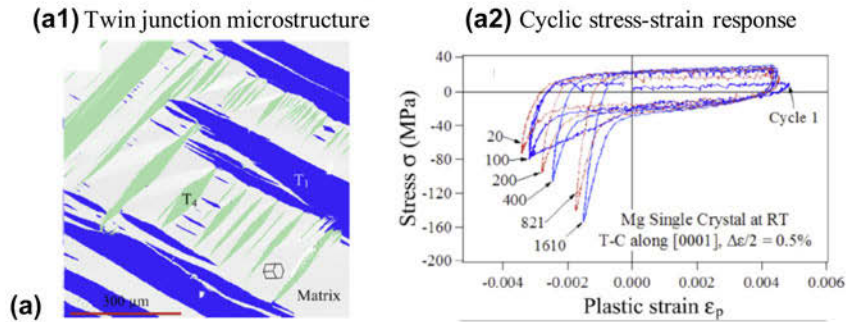 (a1) Twin junction microstructure
(a2) Cyclic stress-strain response
T₁
T₄
Matrix
300 μm
(a)
Stress σ (MPa)
40
0
-40
-80
-120
-160
-200
20
100
200
400
821
1610
Cycle 1
Mg Single Crystal at RT
T-C along [0001], Δε/2 = 0.5%
-0.004
-0.002
0.000
0.002
0.004
0.006
Plastic strain εₚ